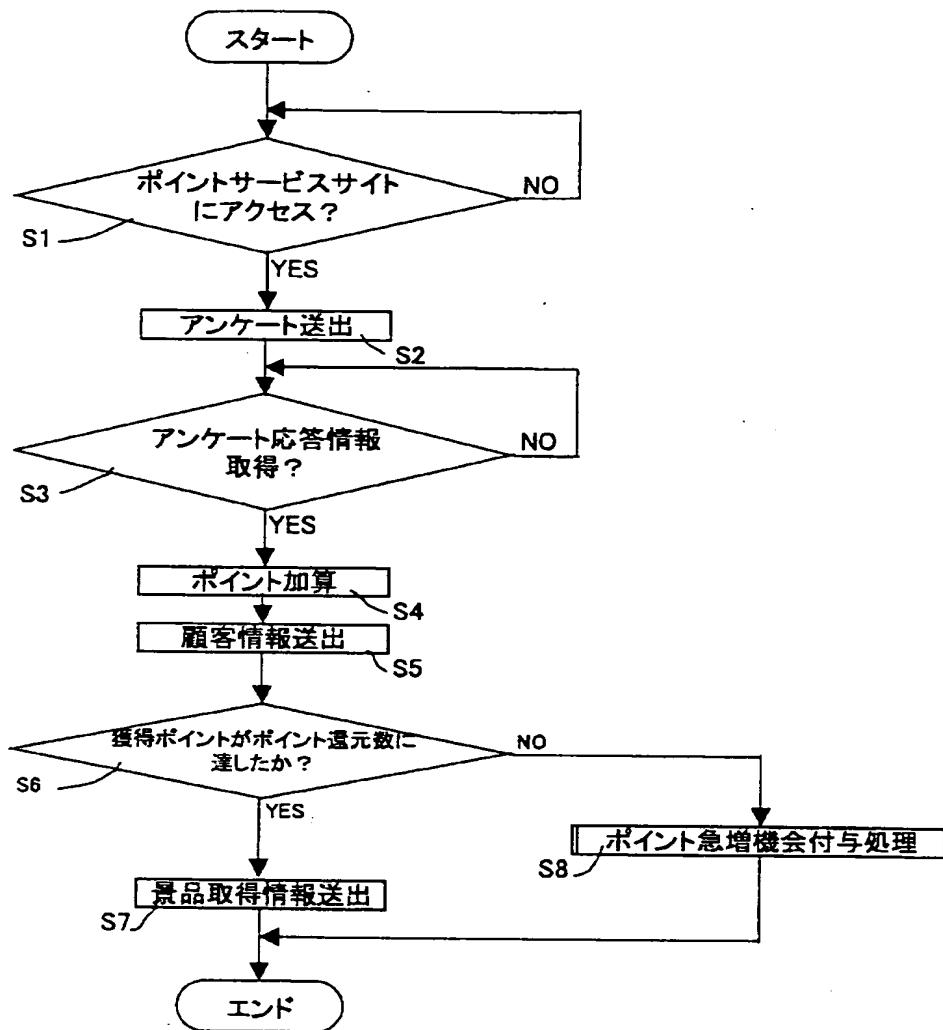 スタート
ポイントサービスサイト
にアクセス？
NO
S1
YES
アンケート送出
S2
アンケート応答情報
取得？
NO
S3
YES
ポイント加算
S4
顧客情報送出
S5
獲得ポイントがポイント還元数に
達したか？
NO
S6
YES
ポイント急増機会付与処理
S8
景品取得情報送出
S7
エンド